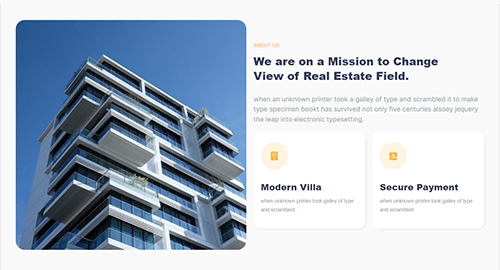 ABOUT US
We are on a Mission to Change
View of Real Estate Field.
when an unknown printer took a galley of type and scrambled it to make
type specimen bookt has survived not only five centuries alsoey jequery
the leap into electronic typesetting.
Modern Villa
when unknown printer took galley of type
and scrambled
Secure Payment
when unknown printer took galley of type
and scrambled